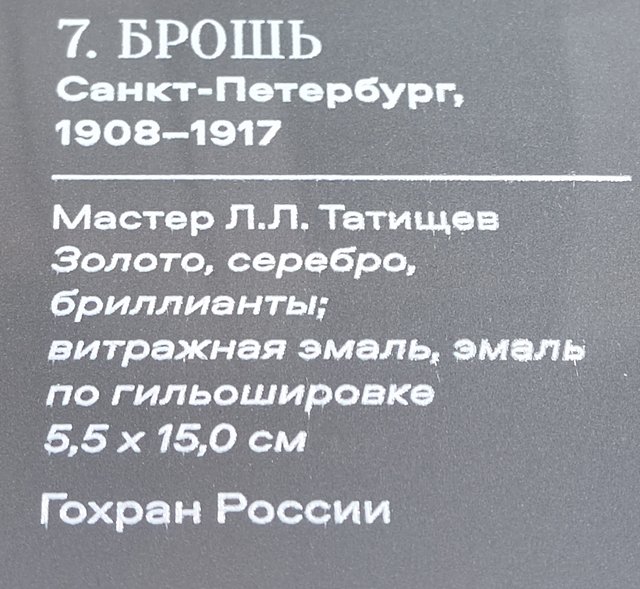 7. БРОШЬ
Санкт-Петербург,
1908–1917
Мастер Л.Л. Татищев
Золото, серебро,
бриллианты;
витражная эмаль, эмаль
по гильошировке
5,5 х 15,0 см
Гохран России